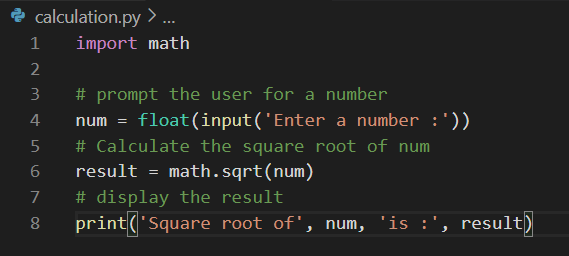 calculation.py > ...
1 import math
2
3 # prompt the user for a number
4 num = float(input('Enter a number :'))
5 # Calculate the square root of num
6 result = math.sqrt(num)
7 # display the result
8 print('Square root of', num, 'is :', result)